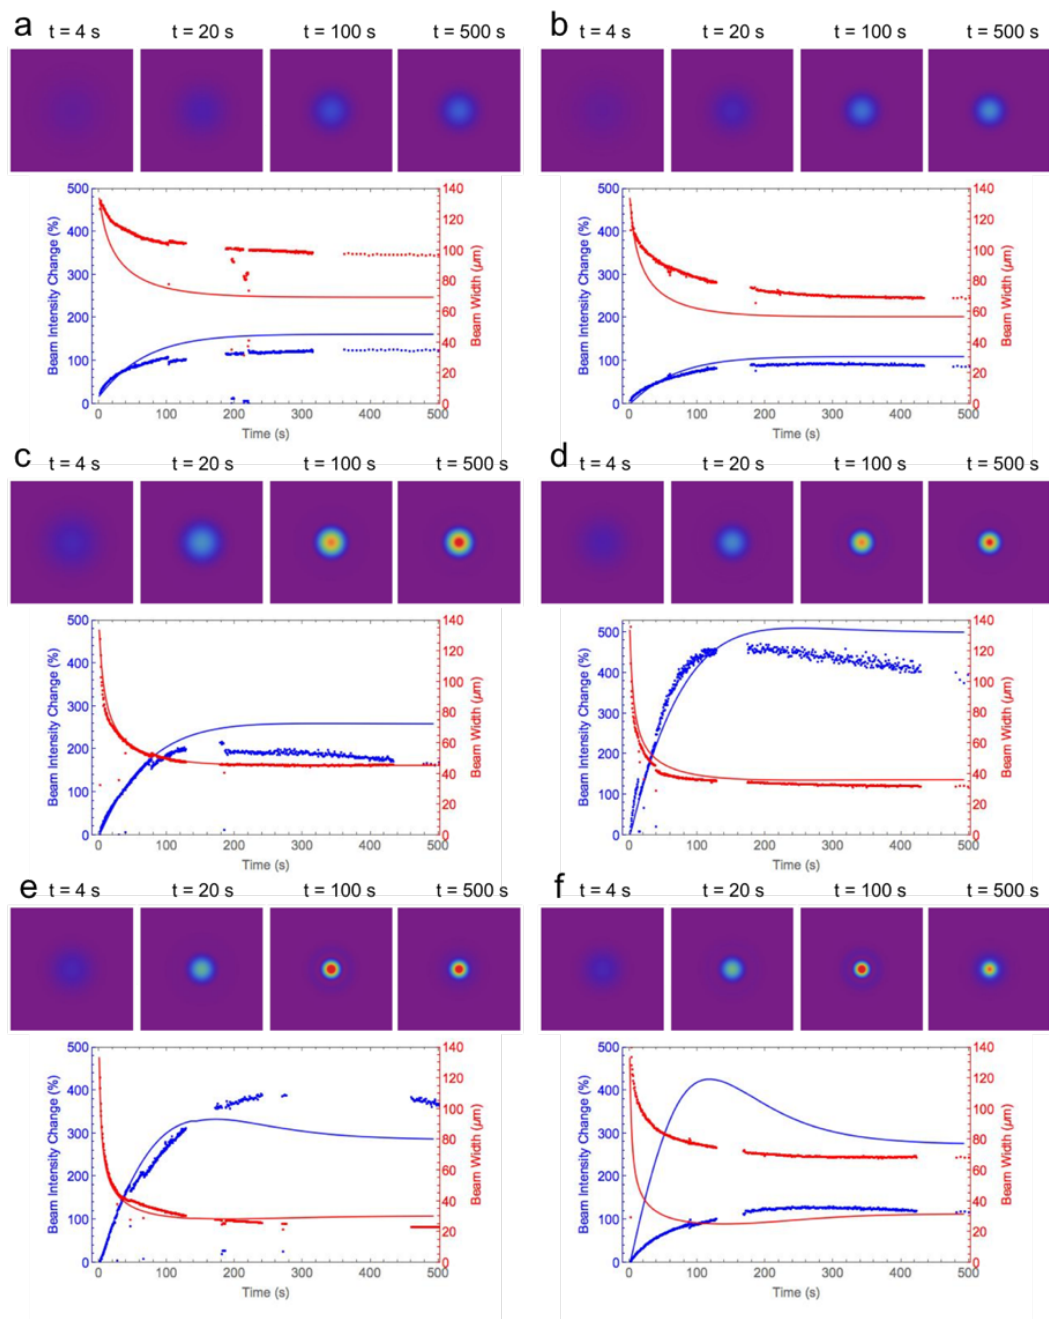 a t = 4 s t = 20 s t = 100 s t = 500 s
b t = 4 s t = 20 s t = 100 s t = 500 s
500 400 300 200 100 0
Beam Intensity Change (%)
140 120 100 80 60 40 20 0
Beam Width (µm)
0 100 200 300 400 500
Time (s)
500 400 300 200 100 0
Beam Intensity Change (%)
140 120 100 80 60 40 20 0
Beam Width (µm)
0 100 200 300 400 500
Time (s)
c t = 4 s t = 20 s t = 100 s t = 500 s
d t = 4 s t = 20 s t = 100 s t = 500 s
500 400 300 200 100 0
Beam Intensity Change (%)
140 120 100 80 60 40 20 0
Beam Width (µm)
0 100 200 300 400 500
Time (s)
500 400 300 200 100 0
Beam Intensity Change (%)
140 120 100 80 60 40 20 0
Beam Width (µm)
0 100 200 300 400 500
Time (s)
e t = 4 s t = 20 s t = 100 s t = 500 s
f t = 4 s t = 20 s t = 100 s t = 500 s
500 400 300 200 100 0
Beam Intensity Change (%)
140 120 100 80 60 40 20 0
Beam Width (µm)
0 100 200 300 400 500
Time (s)
500 400 300 200 100 0
Beam Intensity Change (%)
140 120 100 80 60 40 20 0
Beam Width (µm)
0 100 200 300 400 500
Time (s)